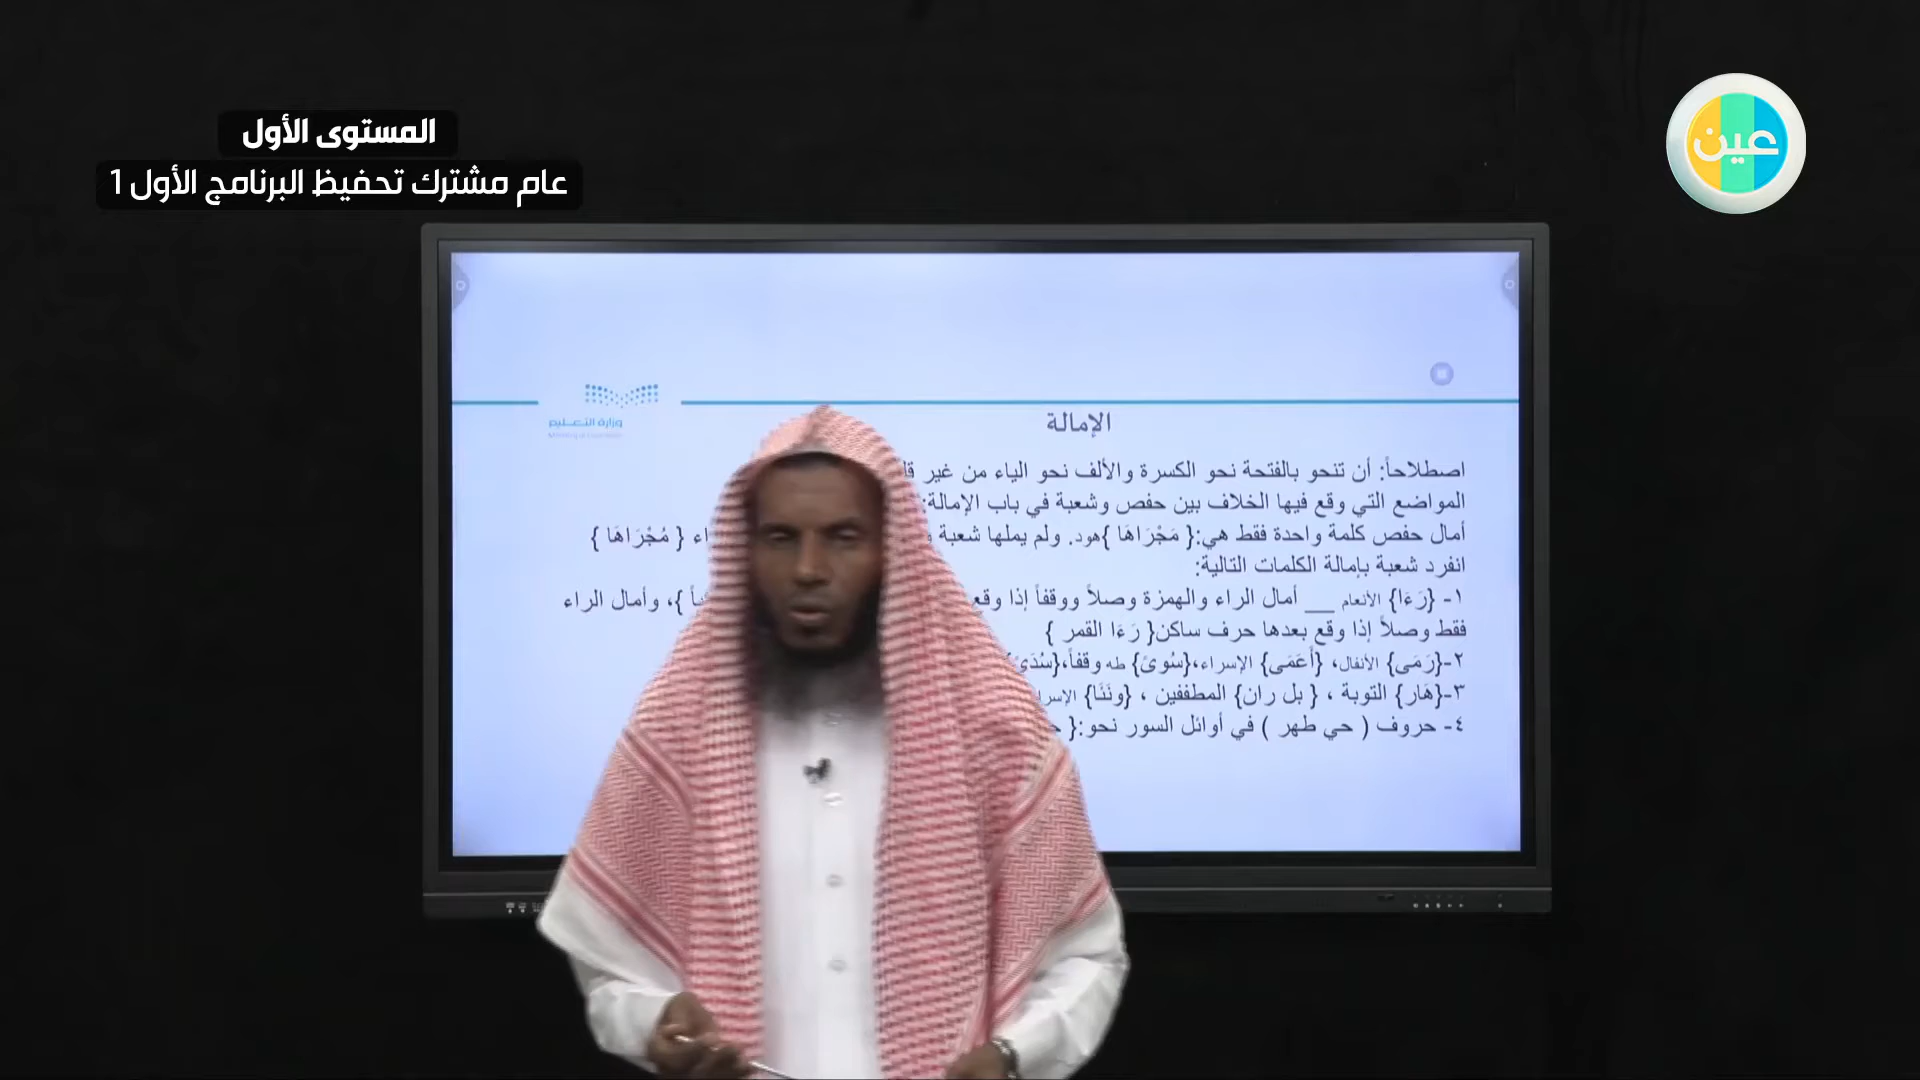 المستوى الأول
عام مشترك تحفيظ البرنامج الأول 1
عين
وزارة التعليم
Ministry of Education
الإمالة
اصطلاحاً: أن تنحو بالفتحة نحو الكسرة والألف نحو الياء من غير
المواضع التي وقع فيها الخلاف بين حفص وشعبة في باب الإمالة:
أمال حفص كلمة واحدة فقط هي:{ مَجْرَاهَا }هود. ولم يملها شعبة { مُجْرَاهَا }
انفرد شعبة بإمالة الكلمات التالية:
١- {رَءَا} الأنعام __ أمال الراء والهمزة وصلاً ووقفاً إذا وقع }، وأمال الراء
فقط وصلاً إذا وقع بعدها حرف ساكن{ رَءَا القمر }
٢-{رَمَى} الأنفال، {أَعَمَى} الإسراء،{سُوىً} طه وقفاً،{سُدَىً
٣-{هَار} التوبة ، { بل ران} المطففين ، {ونَئَا}
٤- حروف ( حي طهر ) في أوائل السور نحو:{